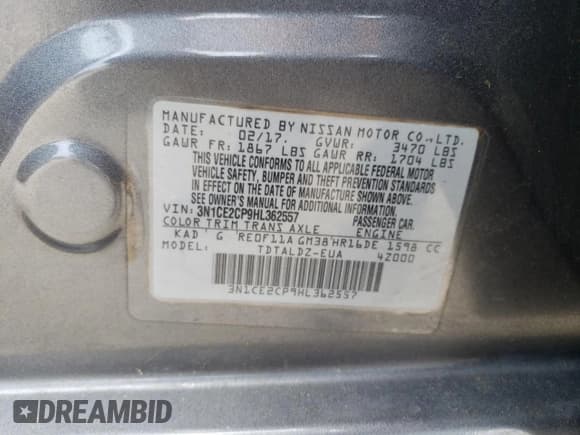 MANUFACTURED BY NISSAN MOTOR CO.,LTD.
DATE: 02/17. GVWR: 3470 LBS
GAWR FR: 1867 LBS GAWR RR: 1704 LBS
THIS VEHICLE CONFORMS TO ALL APPLICABLE FEDERAL MOTOR
VEHICLE SAFETY, BUMPER AND THEFT PREVENTION STANDARDS
IN EFFECT ON THE DATE OF MANUFACTURE SHOWN ABOVE.
SEE OWNER'S MANUAL FOR ADDITIONAL INFORMATION.
VIN: 3N1CE2CP9HL362557 PASSENGER CAR.
COLOR TRIM TRANS AXLE ENGINE
KAD G RE0F11A GM38 HR16DE 1598 CC
MODEL: TDTALDZ-EUA 4Z000
3N1CE2CP9HL362557
DREAMBID